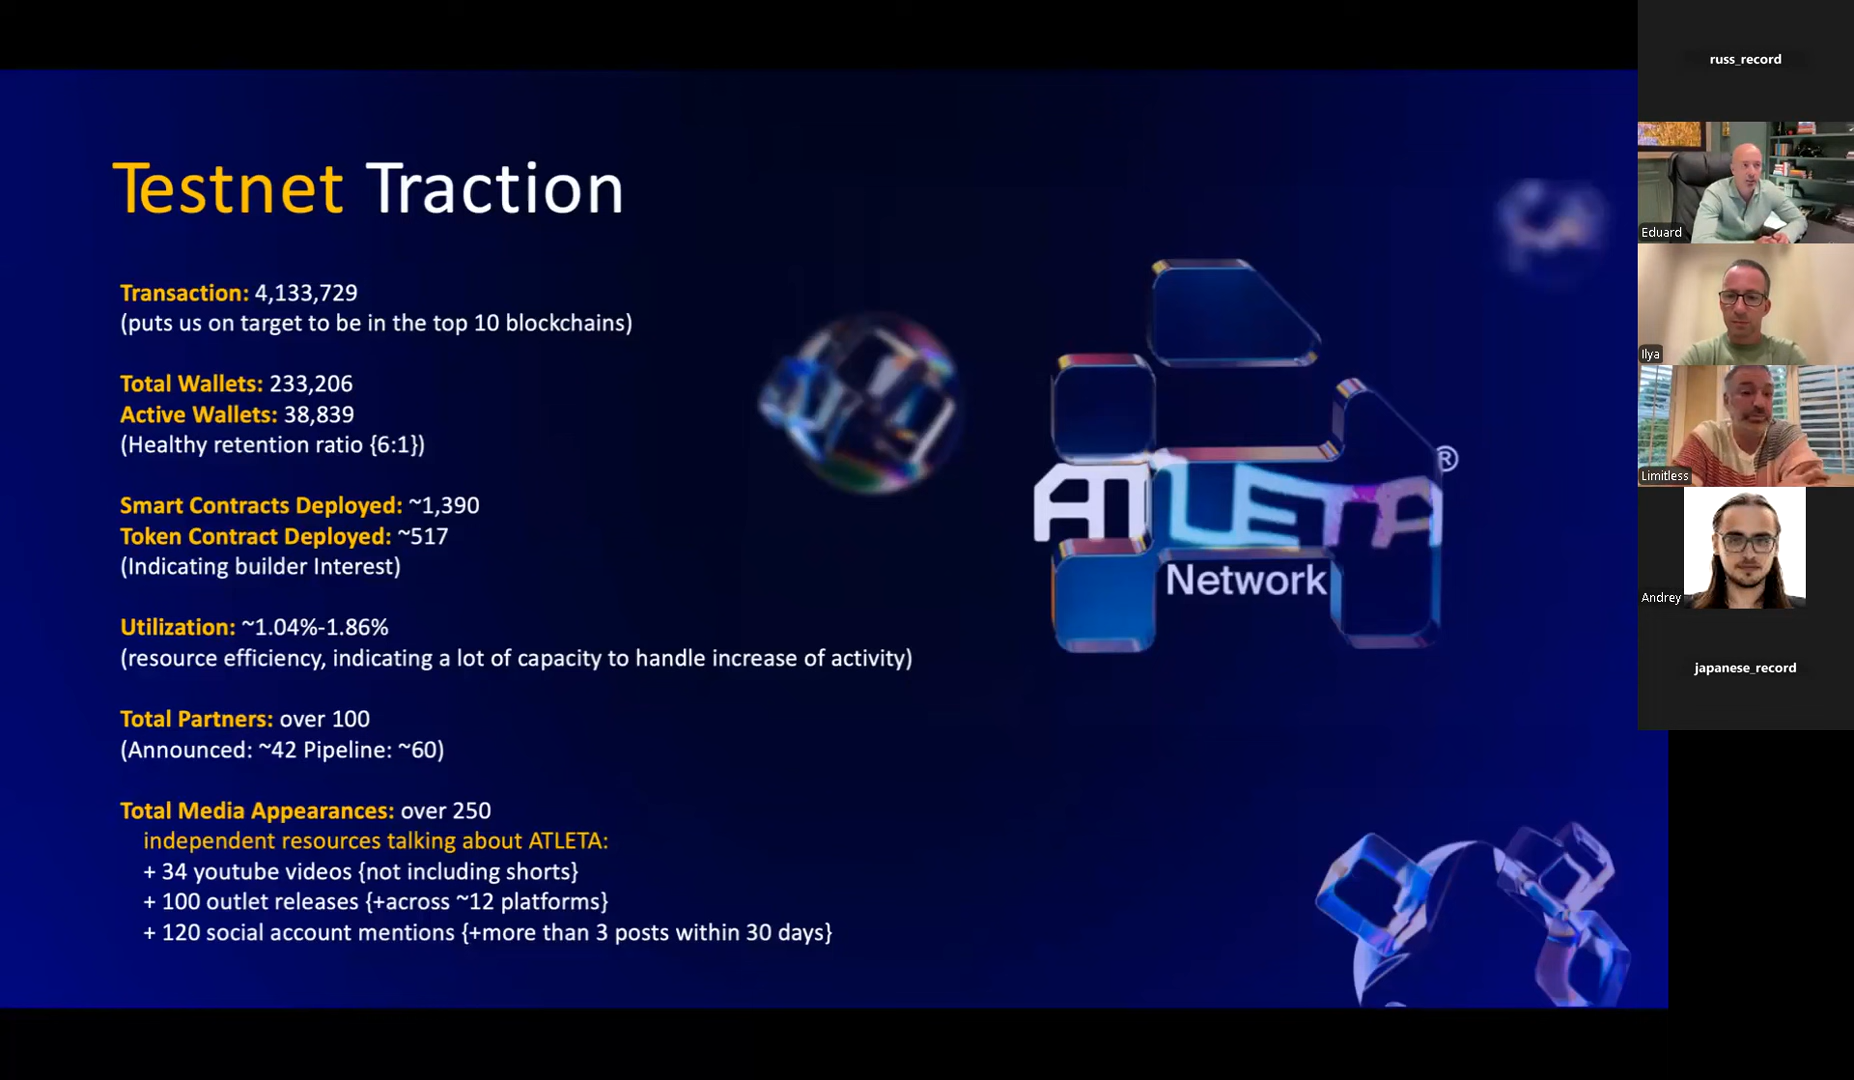 Testnet Traction
Transaction: 4,133,729
(puts us on target to be in the top 10 blockchains)
Total Wallets: 233,206
Active Wallets: 38,839
(Healthy retention ratio {6:1})
Smart Contracts Deployed: ~1,390
Token Contract Deployed: ~517
(Indicating builder Interest)
Utilization: ~1.04%-1.86%
(resource efficiency, indicating a lot of capacity to handle increase of activity)
Total Partners: over 100
(Announced: ~42 Pipeline: ~60)
Total Media Appearances: over 250
independent resources talking about ATLETA:
+ 34 youtube videos {not including shorts}
+ 100 outlet releases {+across ~12 platforms}
+ 120 social account mentions {+more than 3 posts within 30 days}
ATLETA®
Network
russ_record
Eduard
Ilya
Limitless
Andrey
japanese_record